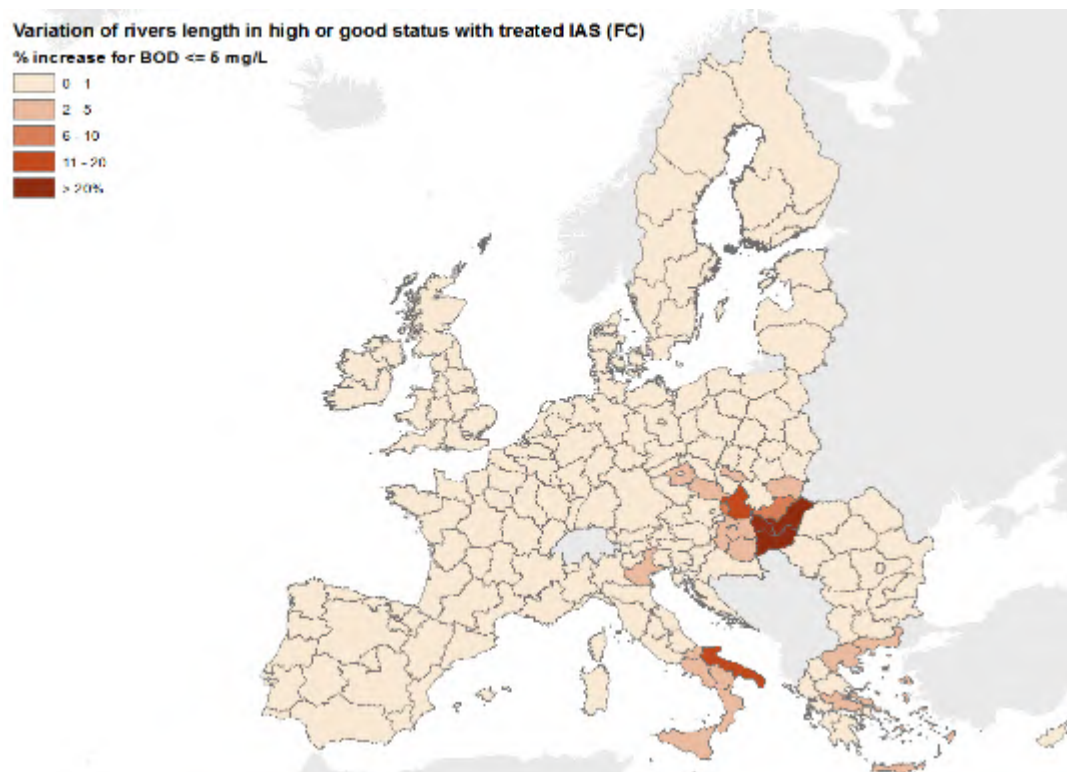 Variation of rivers length in high or good status with treated IAS (FC)
% increase for BOD <= 5 mg/L
0 - 1
2 - 5
6 - 10
11 - 20
> 20%